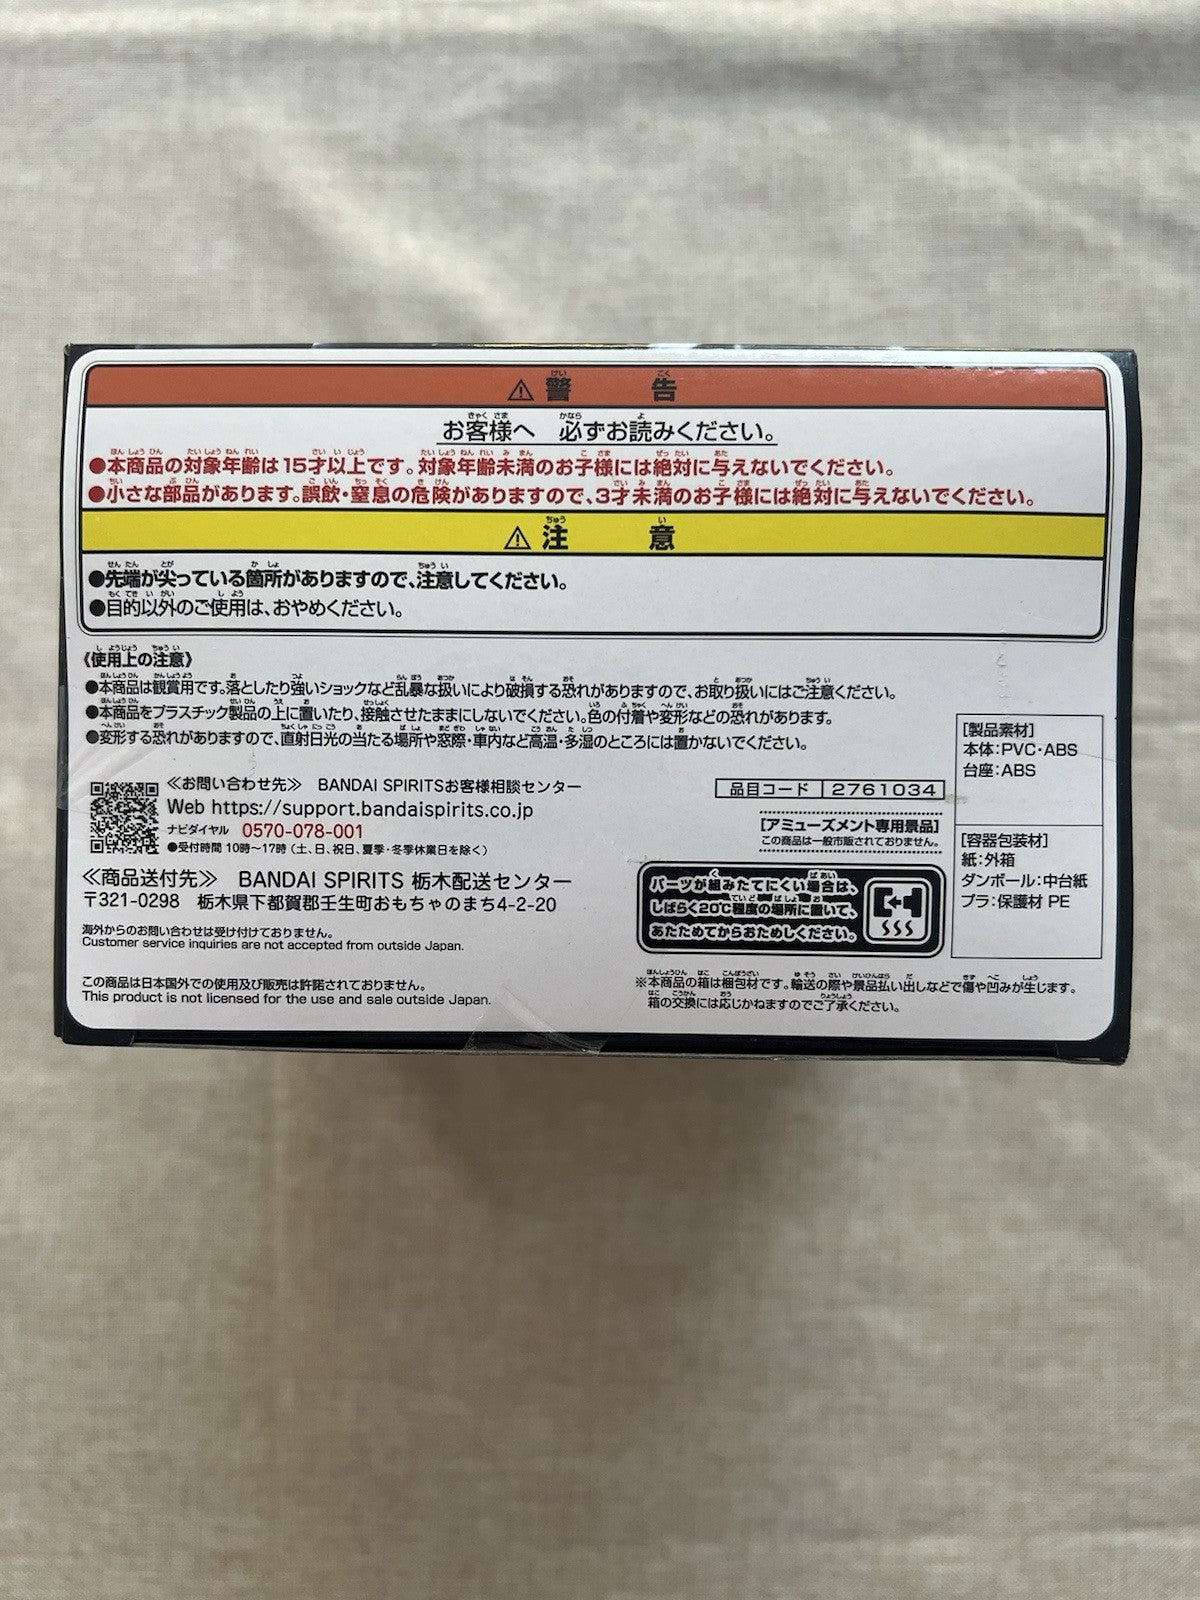 ⚠警告
お客様へ 必ずお読みください。
●本商品の対象年齢は15才以上です。対象年齢未満のお子様には絶対に与えないでください。
●小さな部品があります。誤飲・窒息の危険がありますので、3才未満のお子様には絶対に与えないでください。
⚠注意
●先端が尖っている箇所がありますので、注意してください。
●目的以外のご使用は、おやめください。
《使用上の注意》
●本商品は観賞用です。落としたり強いショックなど乱暴な扱いにより破損する恐れがありますので、お取り扱いにはご注意ください。
●本商品をプラスチック製品の上に置いたり、接触させたままにしないでください。色の付着や変形などの恐れがあります。
●変形する恐れがありますので、直射日光の当たる場所や窓際・車内など高温・多湿のところには置かないでください。
≪お問い合わせ先≫ BANDAI SPIRITSお客様相談センター
Web https://support.bandaispirits.co.jp
ナビダイヤル 0570-078-001
●受付時間 10時〜17時(土、日、祝日、夏季・冬季休業日を除く)
≪商品送付先≫ BANDAI SPIRITS 栃木配送センター
〒321-0298 栃木県下都賀郡壬生町おもちゃのまち4-2-20
海外からのお問い合わせは受け付けておりません。
Customer service inquiries are not accepted from outside Japan.
この商品は日本国外での使用及び販売は許諾されておりません。
This product is not licensed for the use and sale outside Japan.
品目コード 2761034
[アミューズメント専用景品]
この商品は一般市販されておりません。
パーツが組みたてにくい場合は、
しばらく20℃程度の場所に置いて、
あたためてからおためしください。
※本商品の箱は梱包材です。輸送の際や景品払い出しなどで傷や凹みが生じます。
箱の交換には応じかねますのでご了承ください。
[製品素材]
本体:PVC・ABS
台座:ABS
[容器包装材]
紙:外箱
ダンボール:中台紙
プラ:保護材 PE